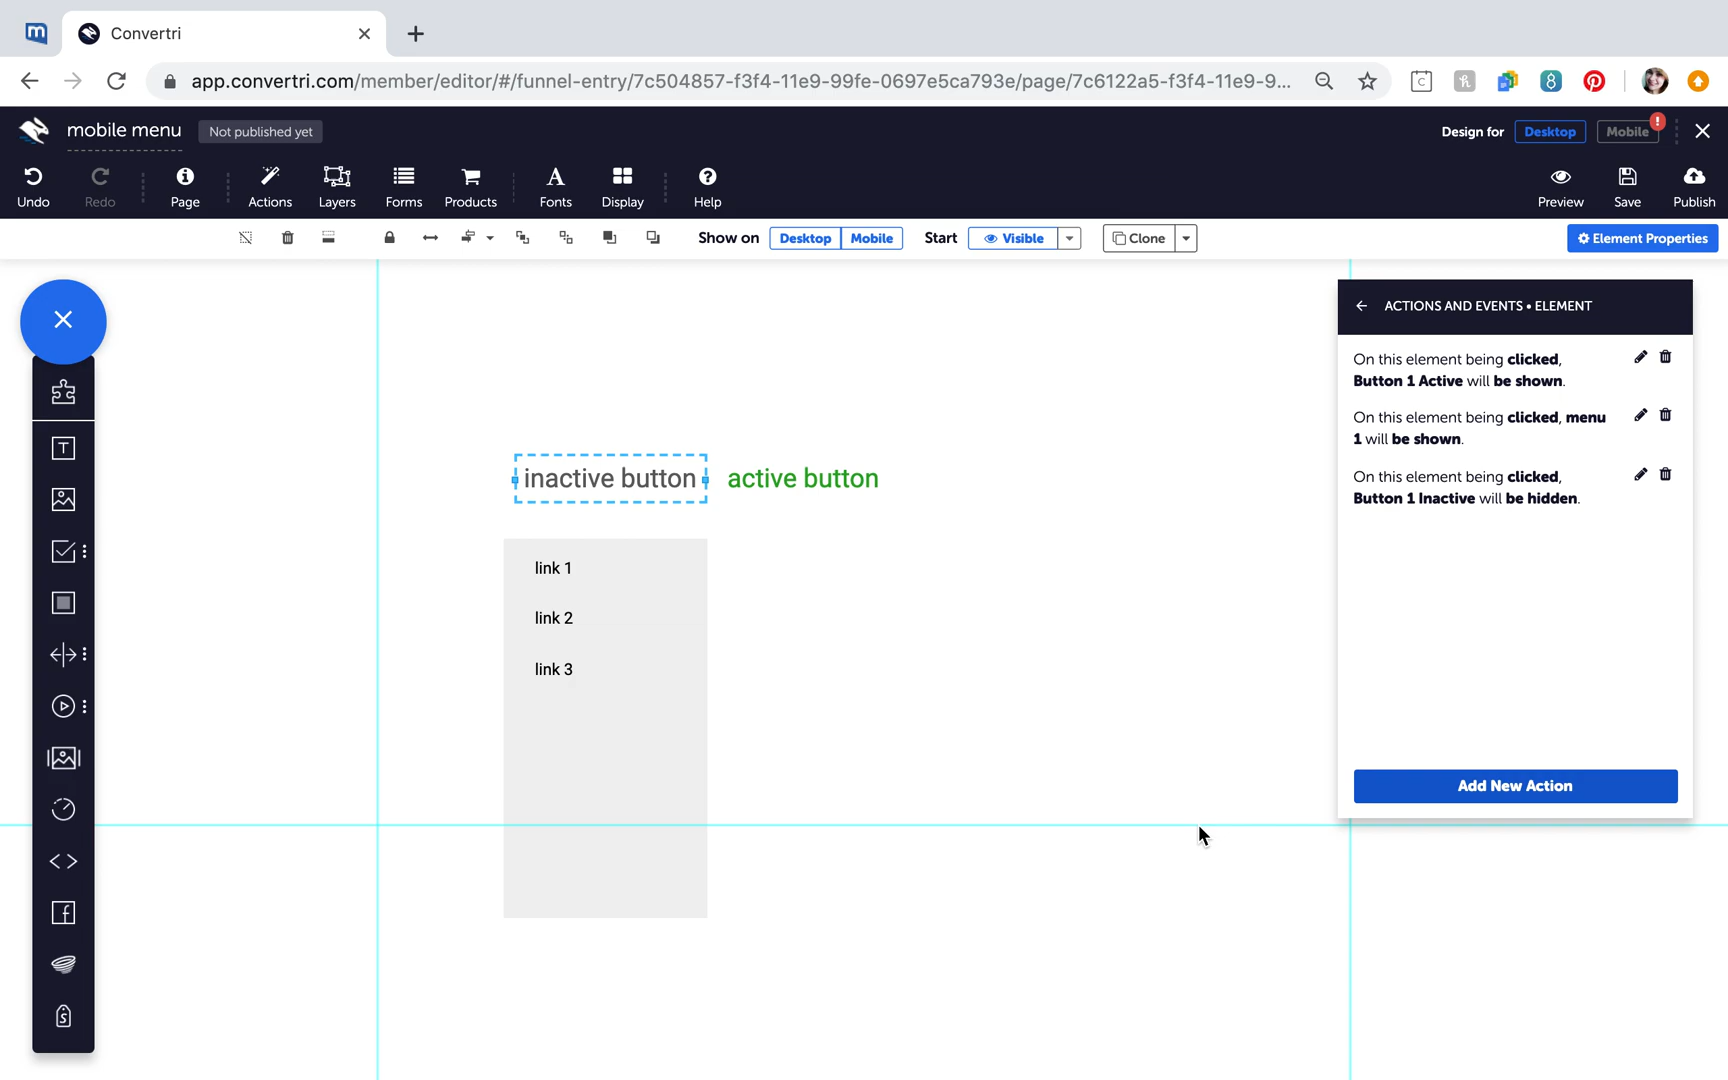 Convertri
app.convertri.com/member/editor/#/funnel-entry/7c504857-f3f4-11e9-99fe-0697e5ca793e/page/7c6122a5-f3f4-11e9-9...
mobile menu
Not published yet
Design for
Desktop
Mobile
!
Undo
Redo
Page
Actions
Layers
Forms
Products
Fonts
Display
Help
Preview
Save
Publish
Show on
Desktop
Mobile
Start
Visible
Clone
Element Properties
ACTIONS AND EVENTS • ELEMENT
On this element being clicked,
Button 1 Active will be shown.
On this element being clicked, menu
1 will be shown.
On this element being clicked,
Button 1 Inactive will be hidden.
Add New Action
inactive button
active button
link 1
link 2
link 3